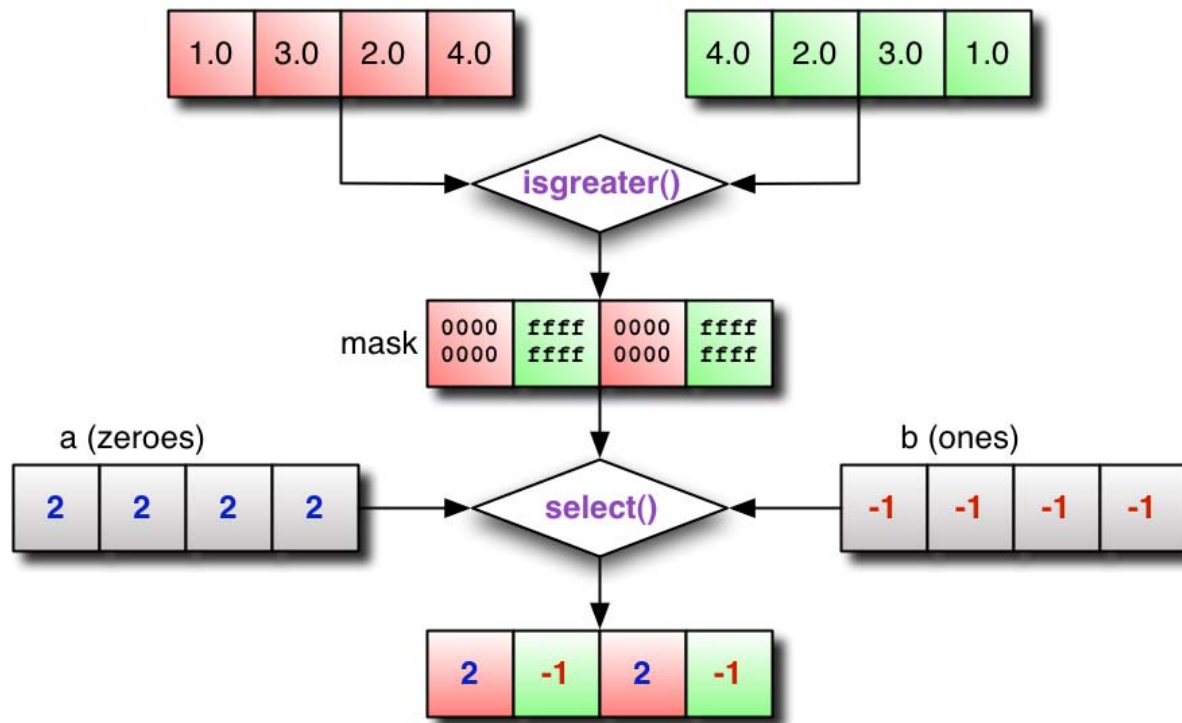 1.0 3.0 2.0 4.0 4.0 2.0 3.0 1.0
isgreater()
mask
0000 ffff 0000 ffff
0000 ffff 0000 ffff
a (zeroes) b (ones)
2 2 2 2 select() -1 -1 -1 -1
2 -1 2 -1